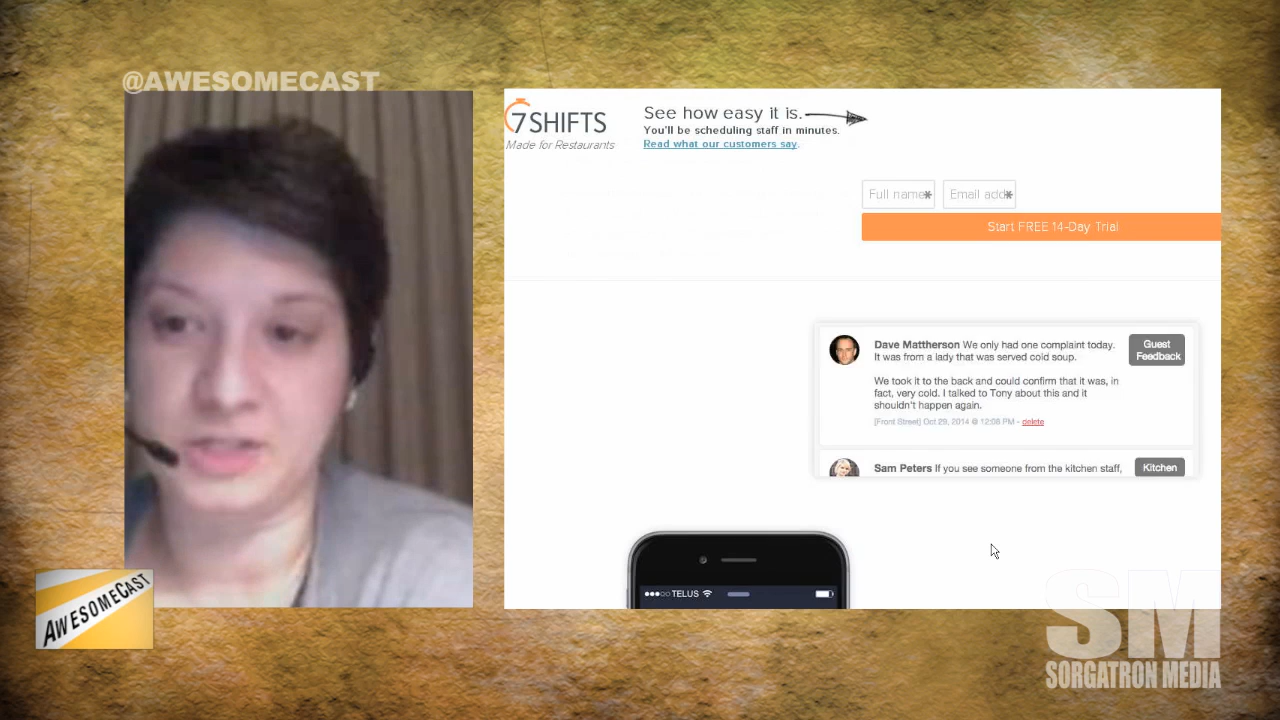 @AWESOMECAST
7SHIFTS
Made for Restaurants
See how easy it is.
You'll be scheduling staff in minutes.
Read what our customers say.
Full name
Email add
Start FREE 14-Day Trial
Dave Mattherson We only had one complaint today.
It was from a lady that was served cold soup.
We took it to the back and could confirm that it was, in
fact, very cold. I talked to Tony about this and it
shouldn't happen again.
[Front Street] Oct 29, 2014 @ 12:06 PM - delete
Guest
Feedback
Sam Peters If you see someone from the kitchen staff,
Kitchen
TELUS
AWESOMECAST
SM
SORGATRON MEDIA